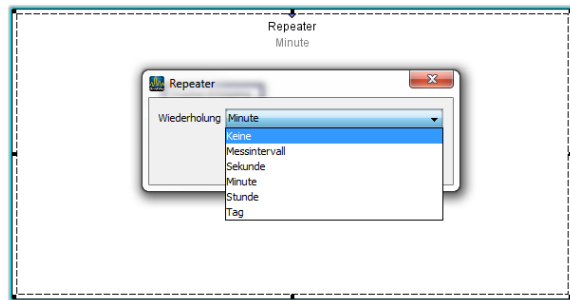 Repeater
Minute
Repeater
Wiederholung Minute
Keine
Messintervall
Sekunde
Minute
Stunde
Tag